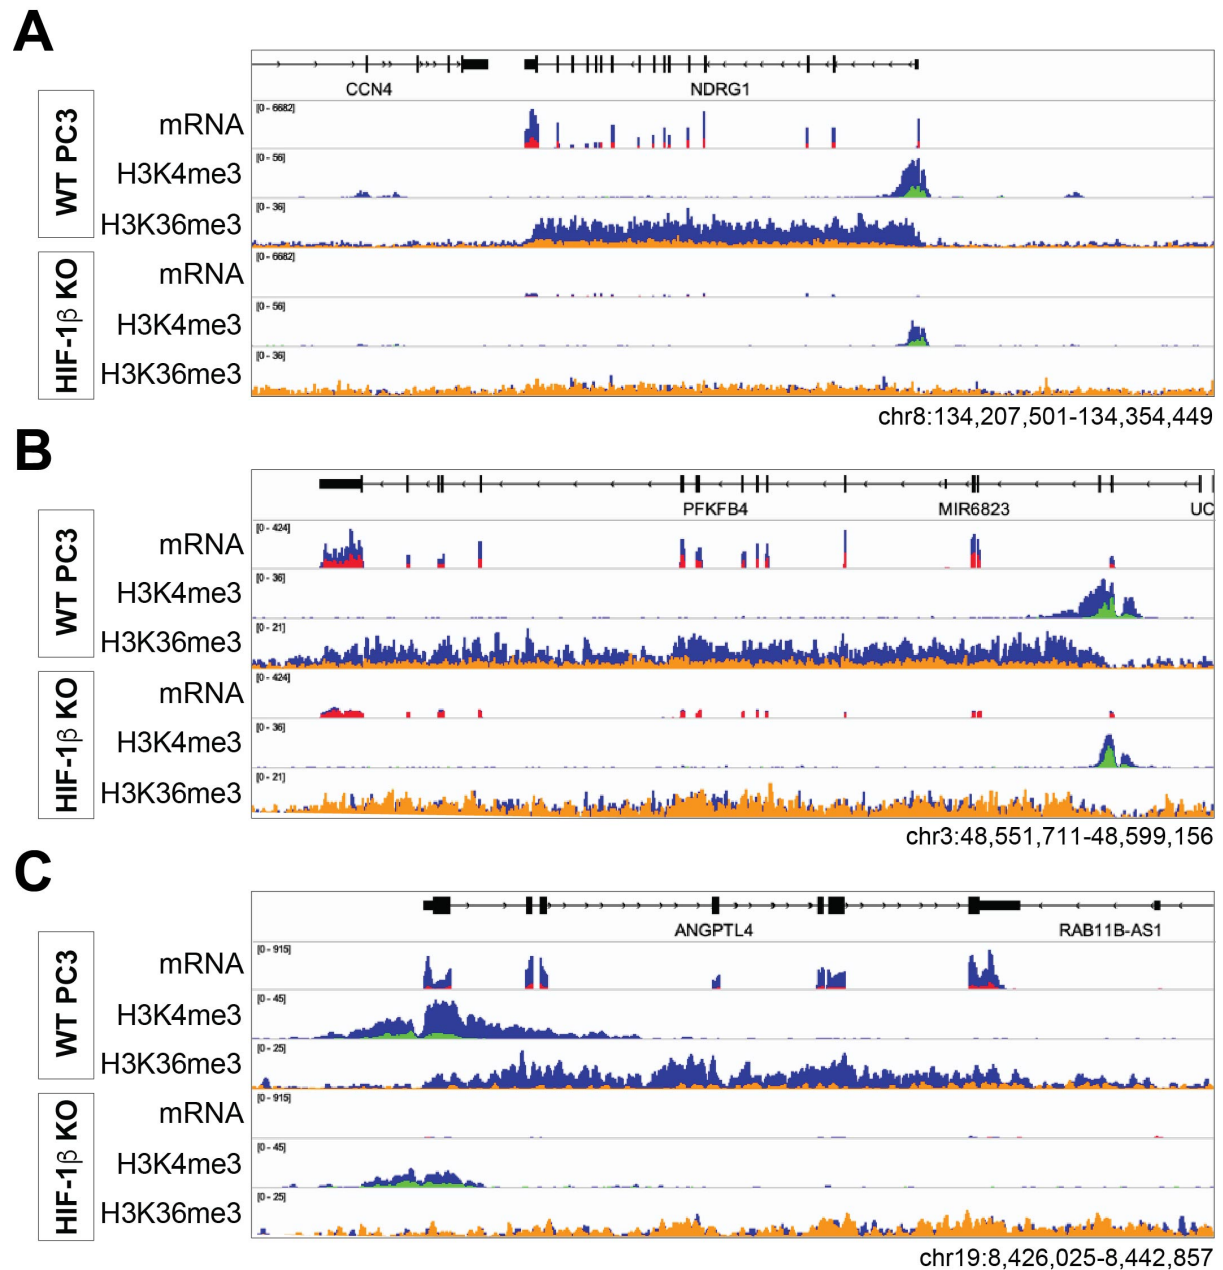 A
CCN4 NDRG1
WT PC3
mRNA [0 - 6682]
H3K4me3 [0 - 56]
H3K36me3 [0 - 36]
HIF-1β KO
mRNA [0 - 6682]
H3K4me3 [0 - 56]
H3K36me3 [0 - 36]
chr8:134,207,501-134,354,449
B
PFKFB4 MIR6823 UC
WT PC3
mRNA [0 - 424]
H3K4me3 [0 - 36]
H3K36me3 [0 - 21]
HIF-1β KO
mRNA [0 - 424]
H3K4me3 [0 - 36]
H3K36me3 [0 - 21]
chr3:48,551,711-48,599,156
C
ANGPTL4 RAB11B-AS1
WT PC3
mRNA [0 - 915]
H3K4me3 [0 - 45]
H3K36me3 [0 - 25]
HIF-1β KO
mRNA [0 - 915]
H3K4me3 [0 - 45]
H3K36me3 [0 - 25]
chr19:8,426,025-8,442,857